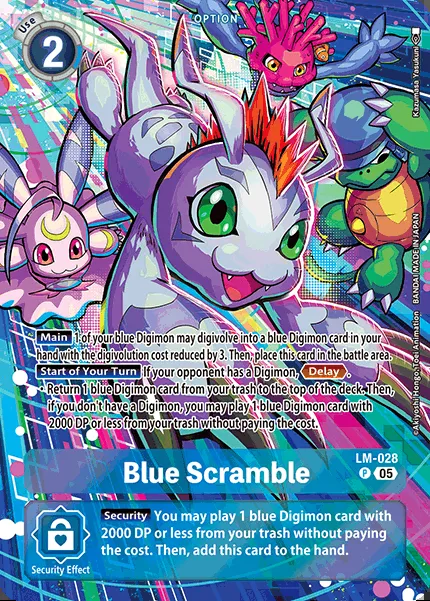 OPTION
Use
2
Kazumasa Yasukuni
©Akiyoshi Hongo, Toei Animation BANDAI MADE IN JAPAN
Main 1 of your blue Digimon may digivolve into a blue Digimon card in your
hand with the digivolution cost reduced by 3. Then, place this card in the battle area.
Start of Your Turn If your opponent has a Digimon, Delay.
・Return 1 blue Digimon card from your trash to the top of the deck. Then,
if you don't have a Digimon, you may play 1 blue Digimon card with
2000 DP or less from your trash without paying the cost.
LM-028
Blue Scramble
P 05
Security You may play 1 blue Digimon card with
2000 DP or less from your trash without paying
the cost. Then, add this card to the hand.
Security Effect